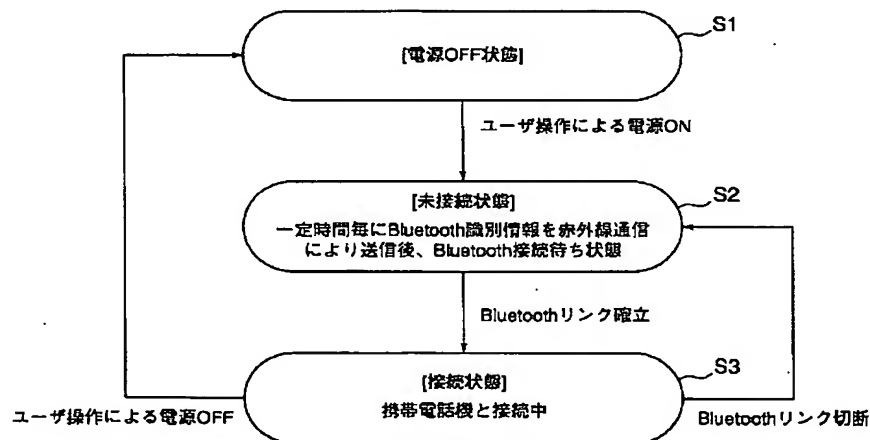 S1
[電源OFF状態]
ユーザ操作による電源ON
S2
[未接続状態]
一定時間毎にBluetooth識別情報を赤外線通信
により送信後、Bluetooth接続待ち状態
Bluetoothリンク確立
S3
[接続状態]
携帯電話機と接続中
ユーザ操作による電源OFF
Bluetoothリンク切断